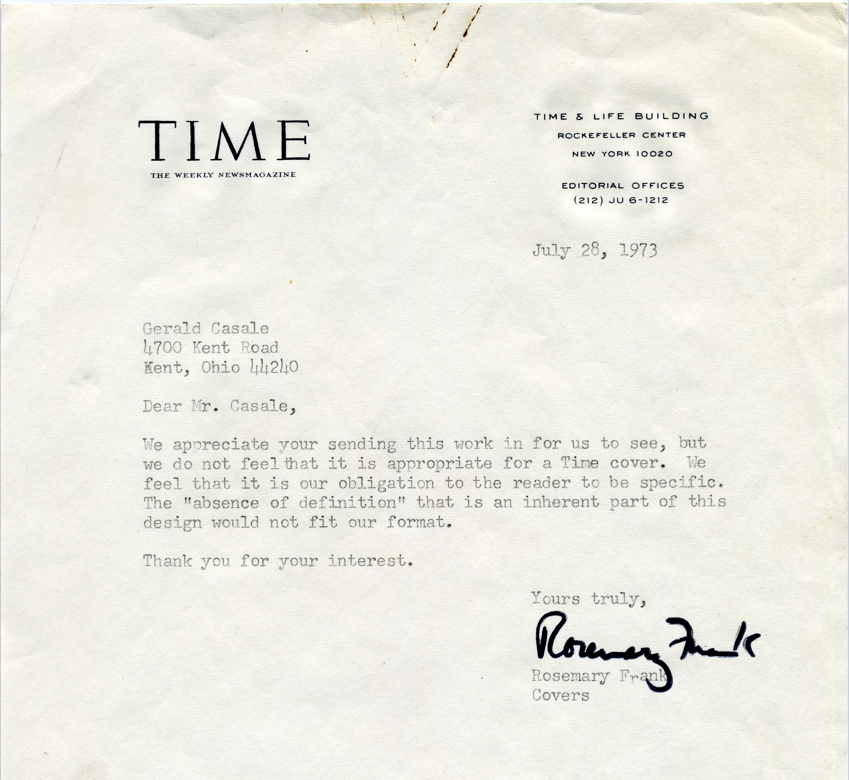 TIME
THE WEEKLY NEWSMAGAZINE
TIME & LIFE BUILDING
ROCKEFELLER CENTER
NEW YORK 10020
EDITORIAL OFFICES
(212) JU 6-1212
July 28, 1973
Gerald Casale
4700 Kent Road
Kent, Ohio 44240
Dear Mr. Casale,
We appreciate your sending this work in for us to see, but
we do not feel that it is appropriate for a Time cover. We
feel that it is our obligation to the reader to be specific.
The "absence of definition" that is an inherent part of this
design would not fit our format.
Thank you for your interest.
Yours truly,
Rosemary Frank
Rosemary Frank
Covers